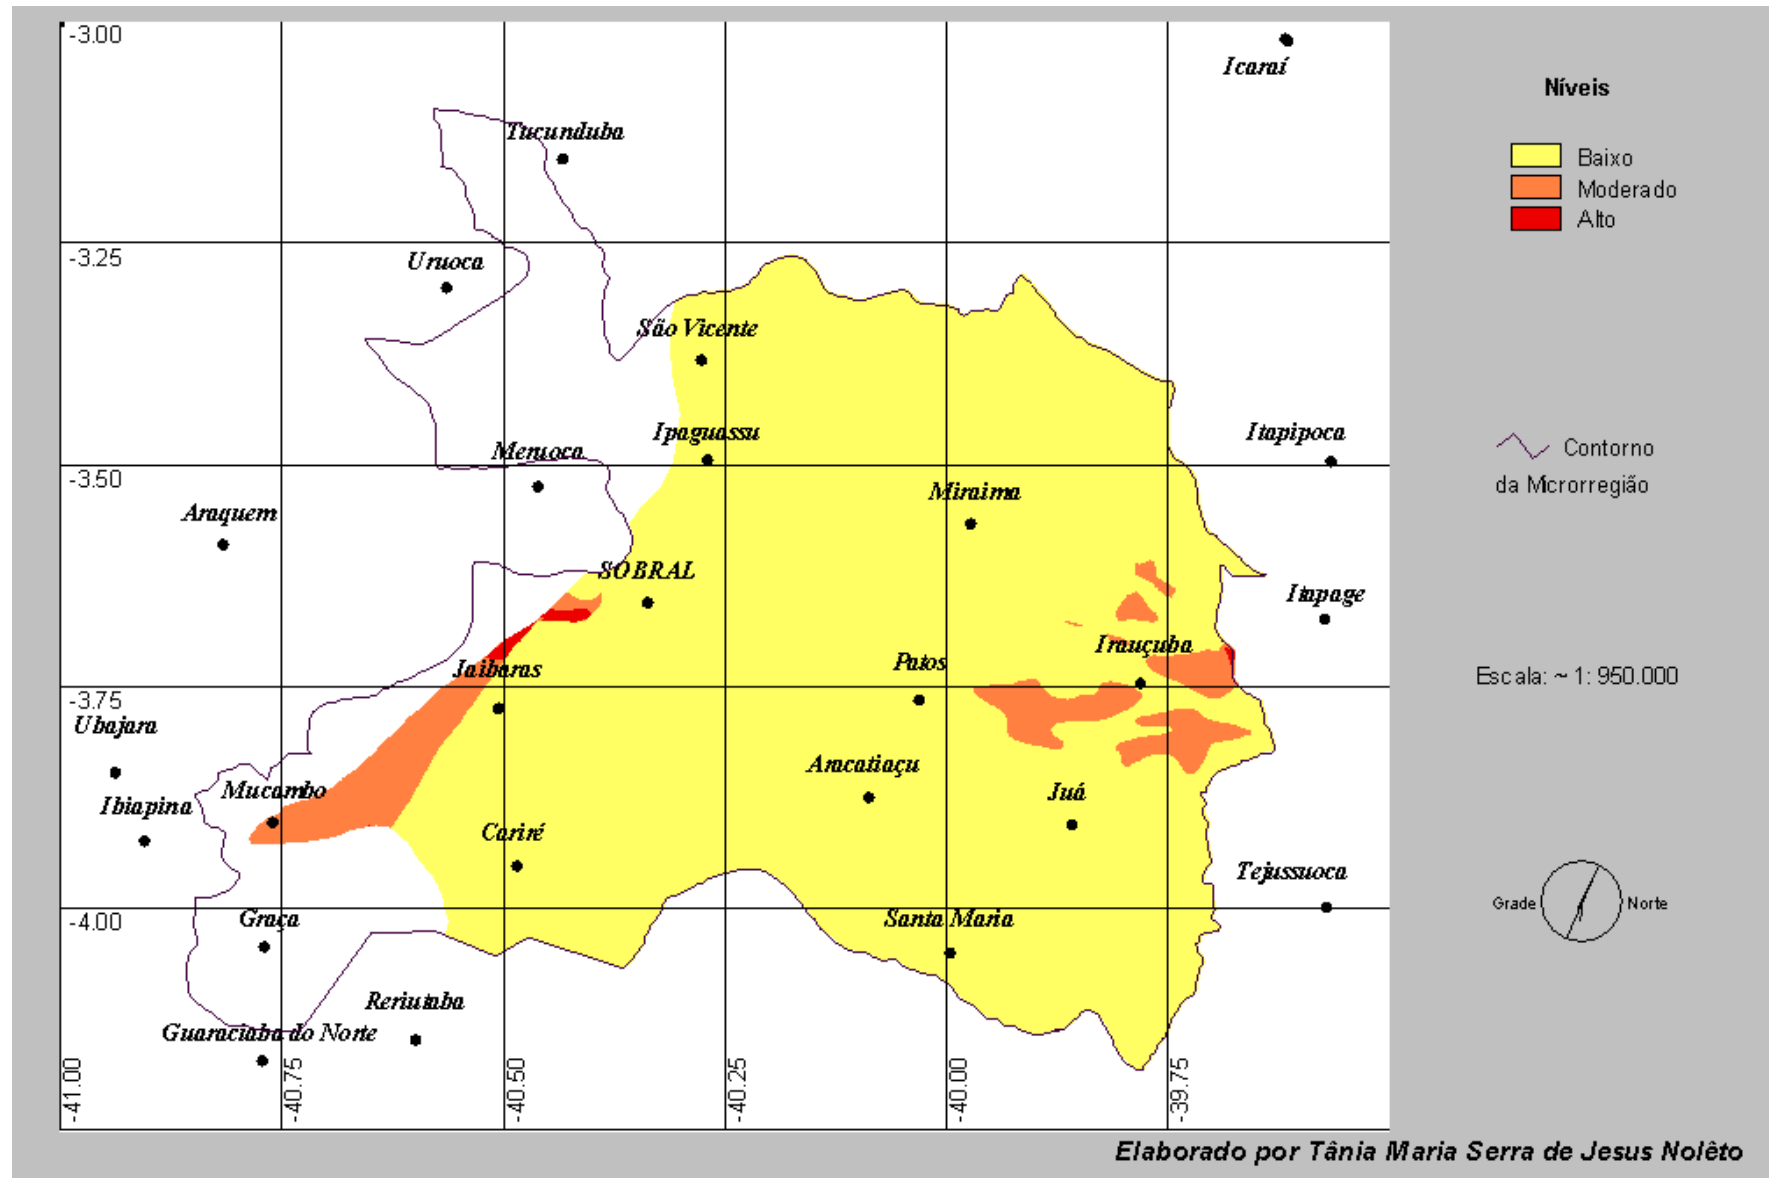 -3.00
Icaraí
Tucunduba
-3.25
Uruoca
São Vicente
Ipaguassu
Itapipoca
Meruoca
-3.50
Miraima
Araquem
SOBRAL
Itapage
Irauçuba
Patos
Jaibaras
-3.75
Ubajara
Aracatiaçu
Mucambo
Juá
Ibiapina
Cariré
Tejussuoca
-4.00
Graça
Santa Maria
Reriutaba
Guaraciaba do Norte
-41.00
-40.75
-40.50
-40.25
-40.00
-39.75
Níveis
Baixo
Moderado
Alto
Contorno
da Microrregião
Escala: ~ 1: 950.000
Grade
Norte
Elaborado por Tânia Maria Serra de Jesus Nolêto